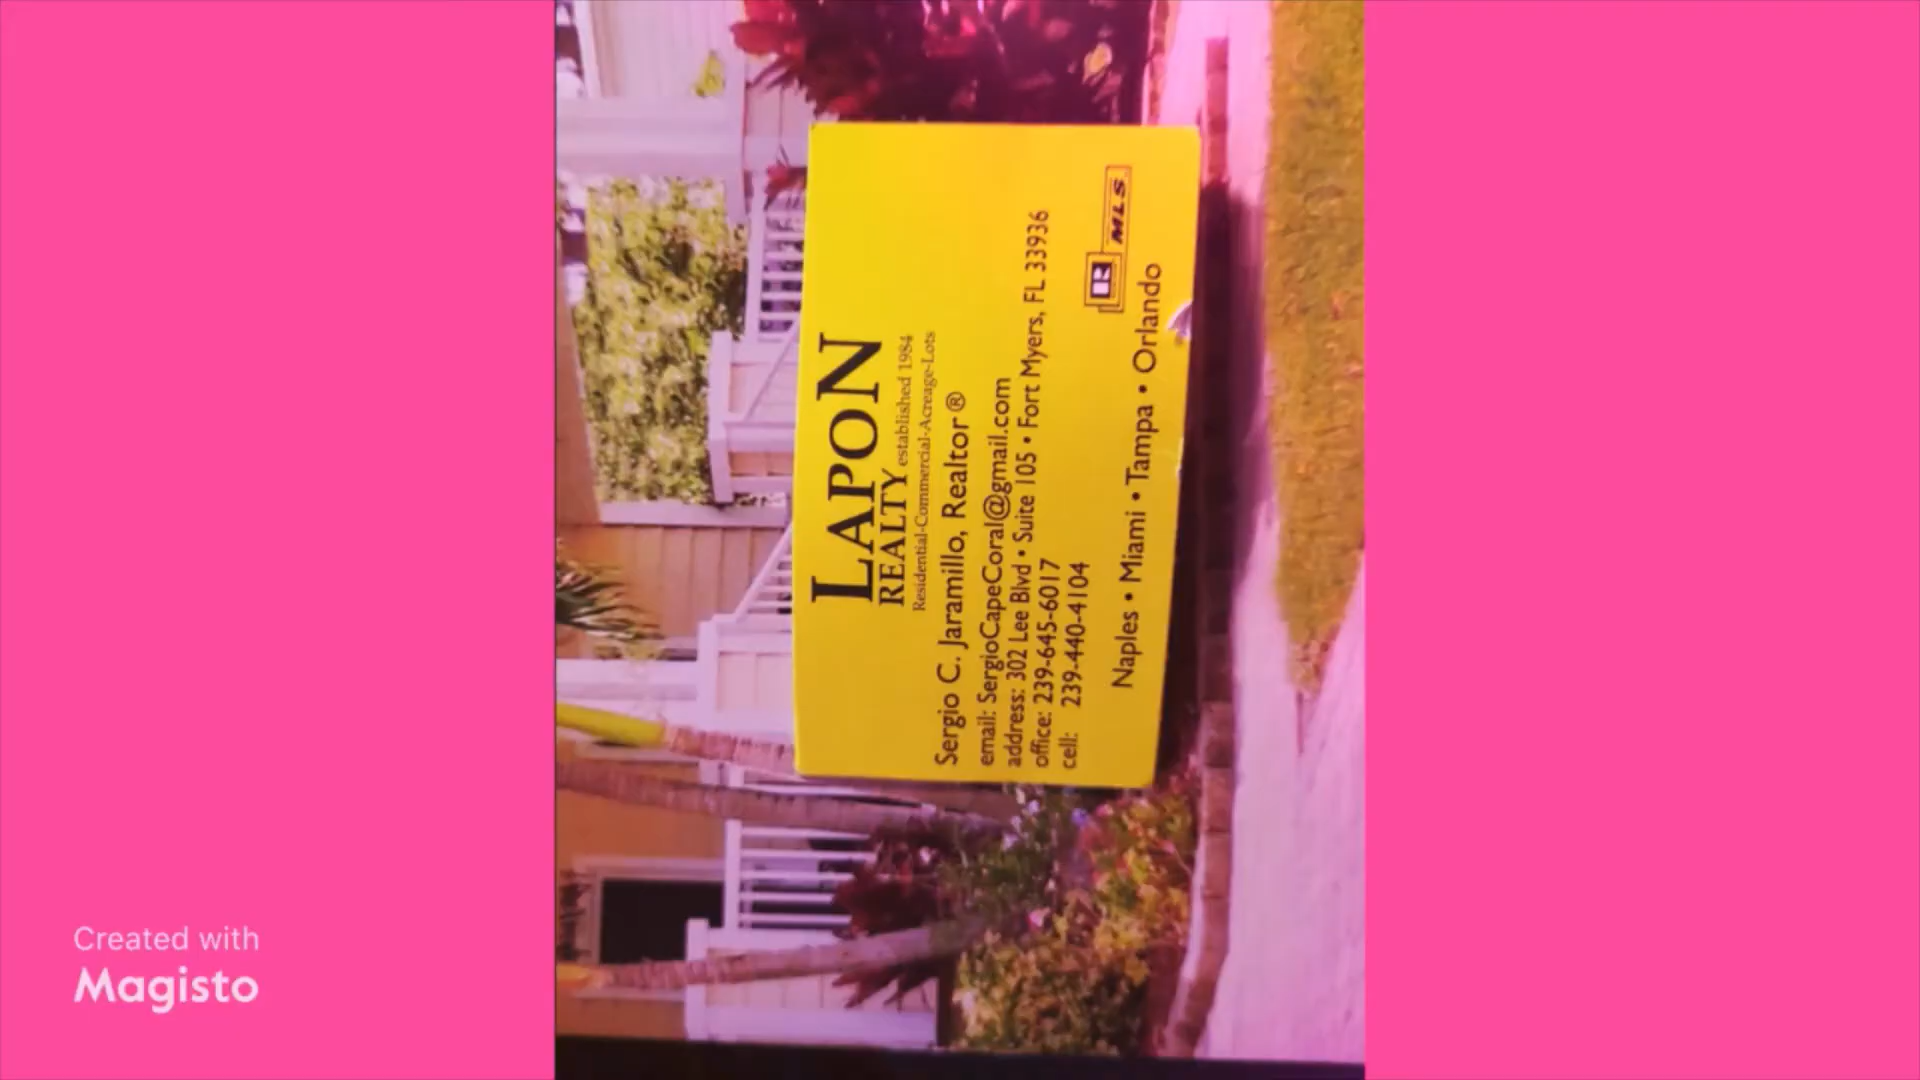 LAPON
REALTY established 1984
Residential-Commercial-Acreage-Lots
Sergio C. Jaramillo, Realtor®
email: SergioCapeCoral@gmail.com
address: 302 Lee Blvd • Suite 105 • Fort Myers, FL 33936
office: 239-645-6017
cell: 239-440-4104
R MLS
Naples • Miami • Tampa • Orlando
Created with
Magisto